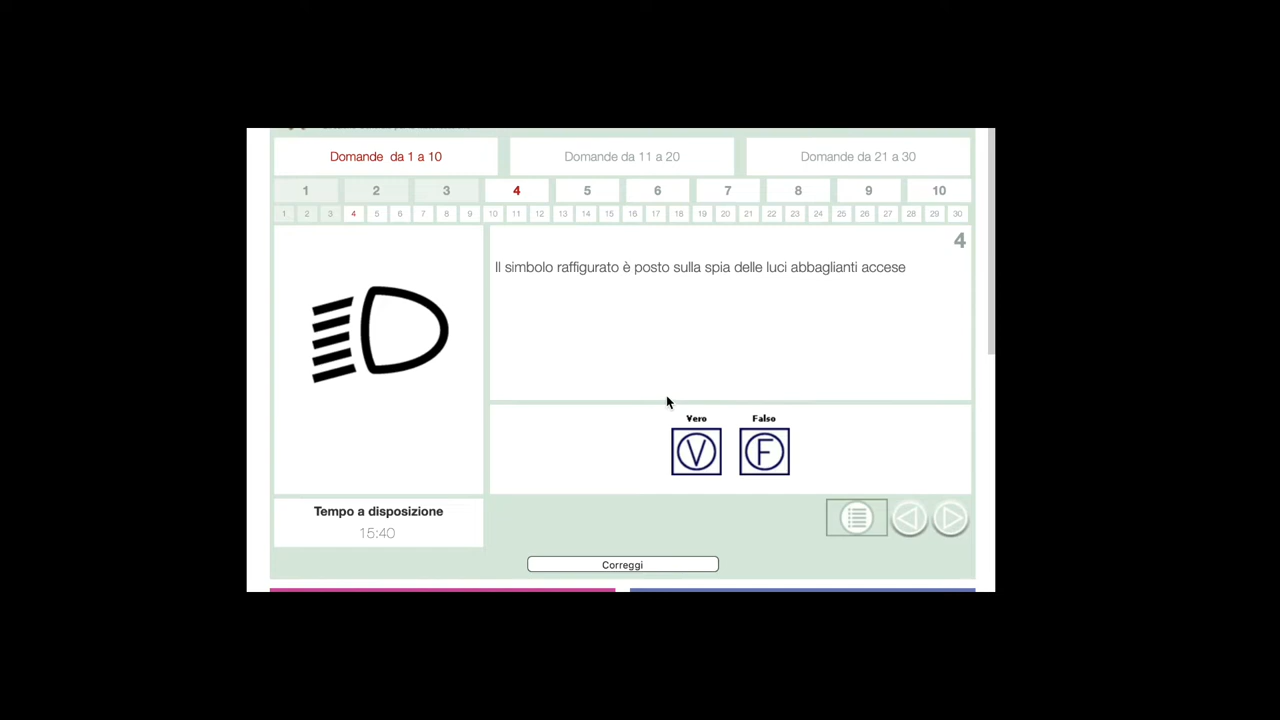 Domande da 1 a 10
Domande da 11 a 20
Domande da 21 a 30
1 2 3 4 5 6 7 8 9 10
1 2 3 4 5 6 7 8 9 10 11 12 13 14 15 16 17 18 19 20 21 22 23 24 25 26 27 28 29 30
4
Il simbolo raffigurato è posto sulla spia delle luci abbaglianti accese
Vero Falso
V F
Tempo a disposizione
15:40
Correggi